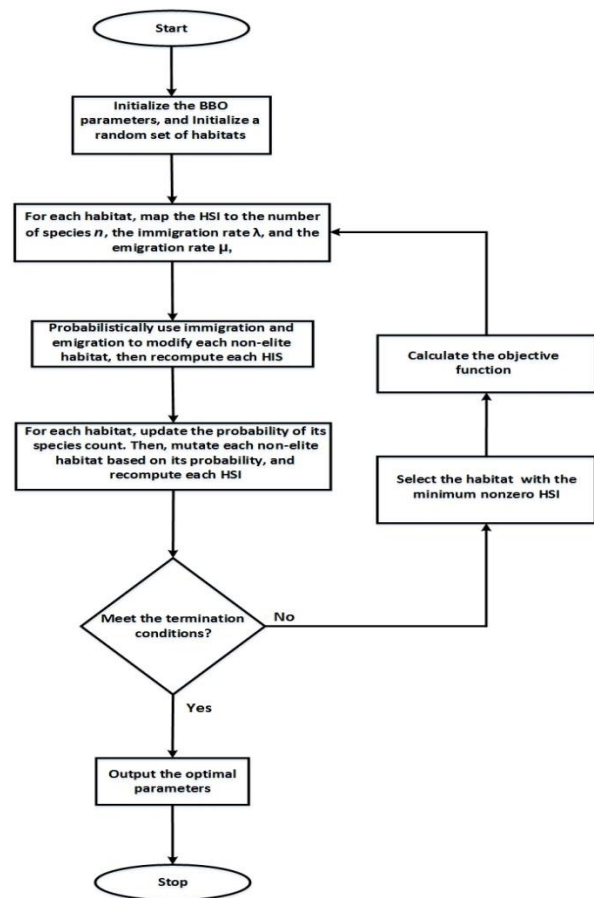 Start
Initialize the BBO
parameters, and Initialize a
random set of habitats
For each habitat, map the HSI to the number
of species n, the immigration rate λ, and the
emigration rate μ,
Probabilistically use immigration and
emigration to modify each non-elite
habitat, then recompute each HIS
For each habitat, update the probability of its
species count. Then, mutate each non-elite
habitat based on its probability, and
recompute each HSI
Meet the termination
conditions?
No
Select the habitat with the
minimum nonzero HSI
Calculate the objective
function
Yes
Output the optimal
parameters
Stop